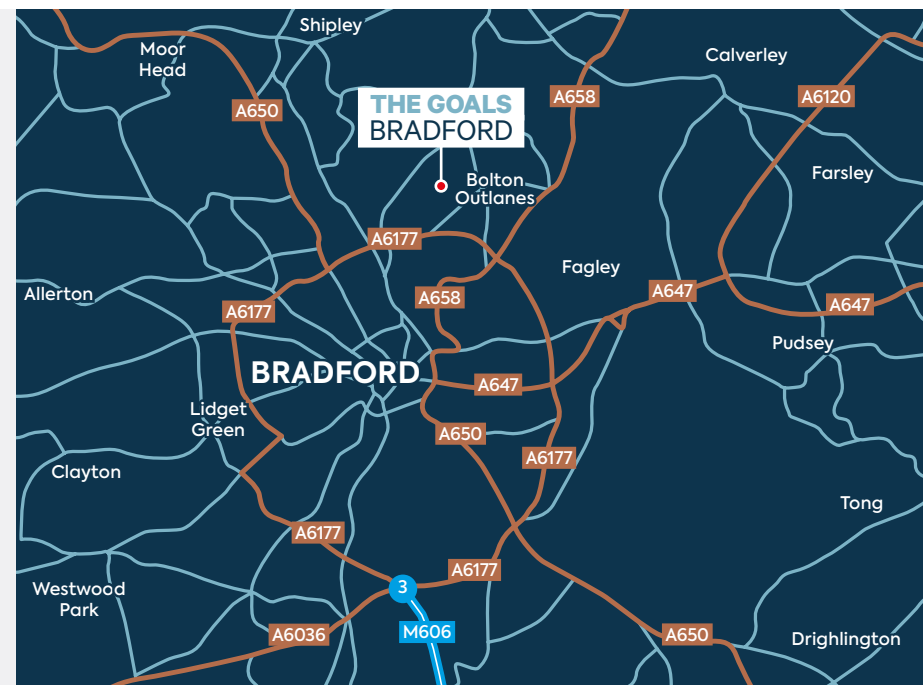 Shipley
Moor
Head
Calverley
A650
THE GOALS
BRADFORD
A658
A6120
Bolton
Outlanes
Farsley
A6177
Fagley
Allerton
A6177
A658
A647
A647
Pudsey
BRADFORD
A647
Lidget
Green
A650
A6177
Clayton
Tong
A6177
A6177
Westwood
Park
3
A6036
M606
A650
Drighlington